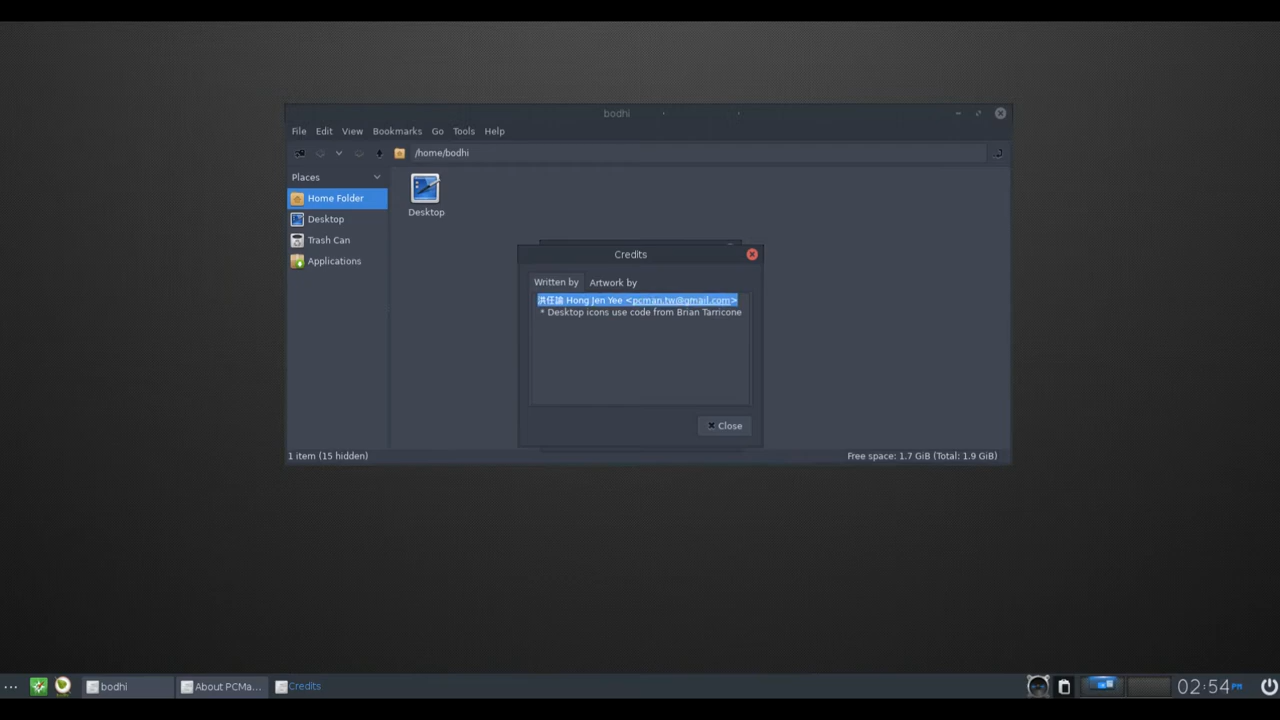 bodhi
File Edit View Bookmarks Go Tools Help
/home/bodhi
Places
Home Folder
Desktop
Trash Can
Applications
Desktop
Credits
Written by Artwork by
洪任諭 Hong Jen Yee <pcman.tw@gmail.com>
* Desktop icons use code from Brian Tarricone
Close
1 item (15 hidden)
Free space: 1.7 GiB (Total: 1.9 GiB)
bodhi
About PCMa...
Credits
02:54 PM